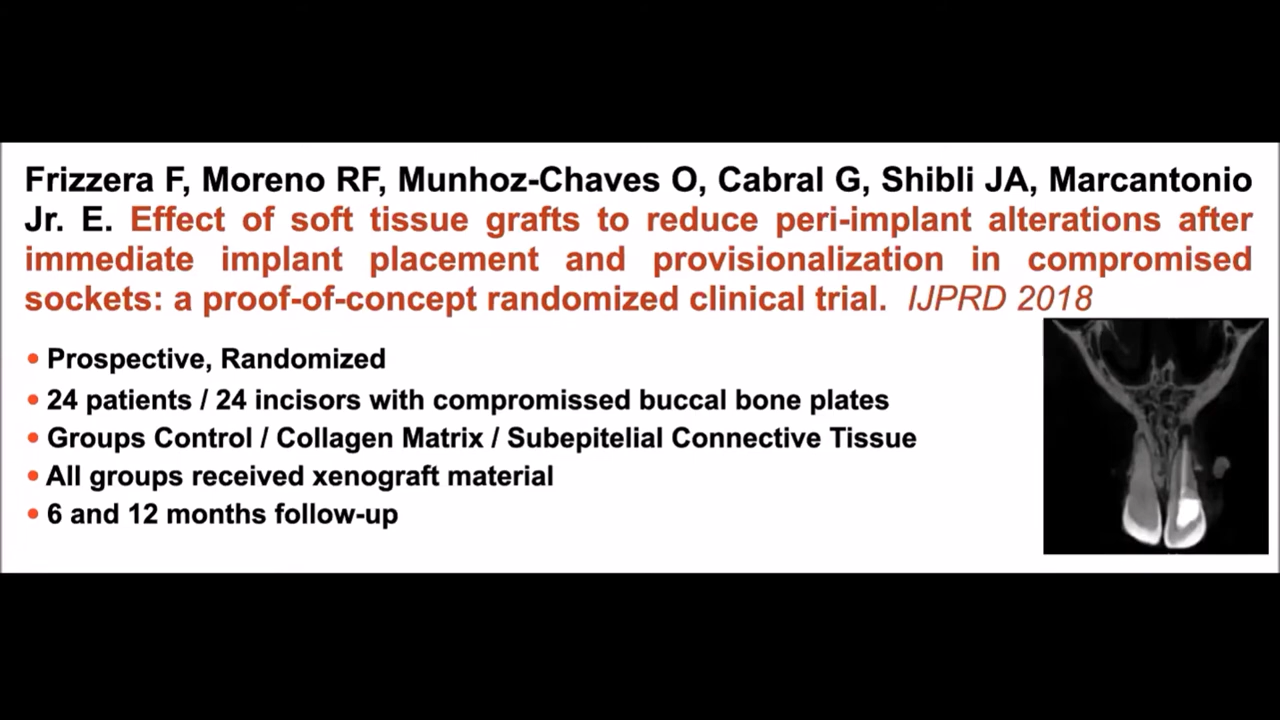 Frizzera F, Moreno RF, Munhoz-Chaves O, Cabral G, Shibli JA, Marcantonio
Jr. E. Effect of soft tissue grafts to reduce peri-implant alterations after
immediate implant placement and provisionalization in compromised
sockets: a proof-of-concept randomized clinical trial. IJPRD 2018
• Prospective, Randomized
• 24 patients / 24 incisors with compromissed buccal bone plates
• Groups Control / Collagen Matrix / Subepitelial Connective Tissue
• All groups received xenograft material
• 6 and 12 months follow-up